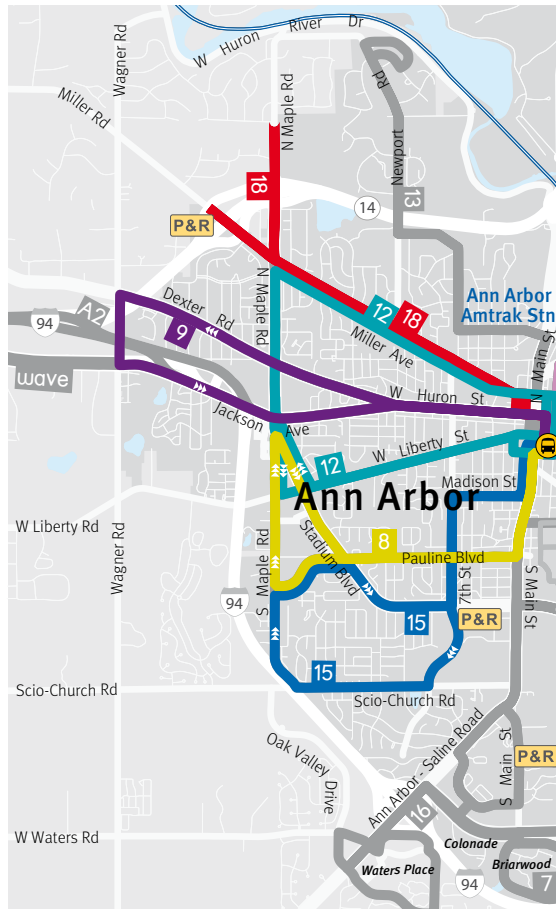 W Huron River Dr
Wagner Rd
Miller Rd
N Maple Rd
Newport Rd
18
13
14
P&R
Ann Arbor
Amtrak Stn
N Maple Rd
12
18
Miller Ave
N Main St
A2
94
Dexter Rd
9
W Huron St
wave
Jackson Ave
W Liberty St
12
Ann Arbor
Madison St
W Liberty Rd
Wagner Rd
S Maple Rd
Stadium Blvd
8
Pauline Blvd
7th St
S Main St
94
15
P&R
15
Scio-Church Rd
Scio-Church Rd
Oak Valley Drive
Ann Arbor - Saline Road
S Main St
P&R
16
W Waters Rd
Colonade
Waters Place
Briarwood
94
7